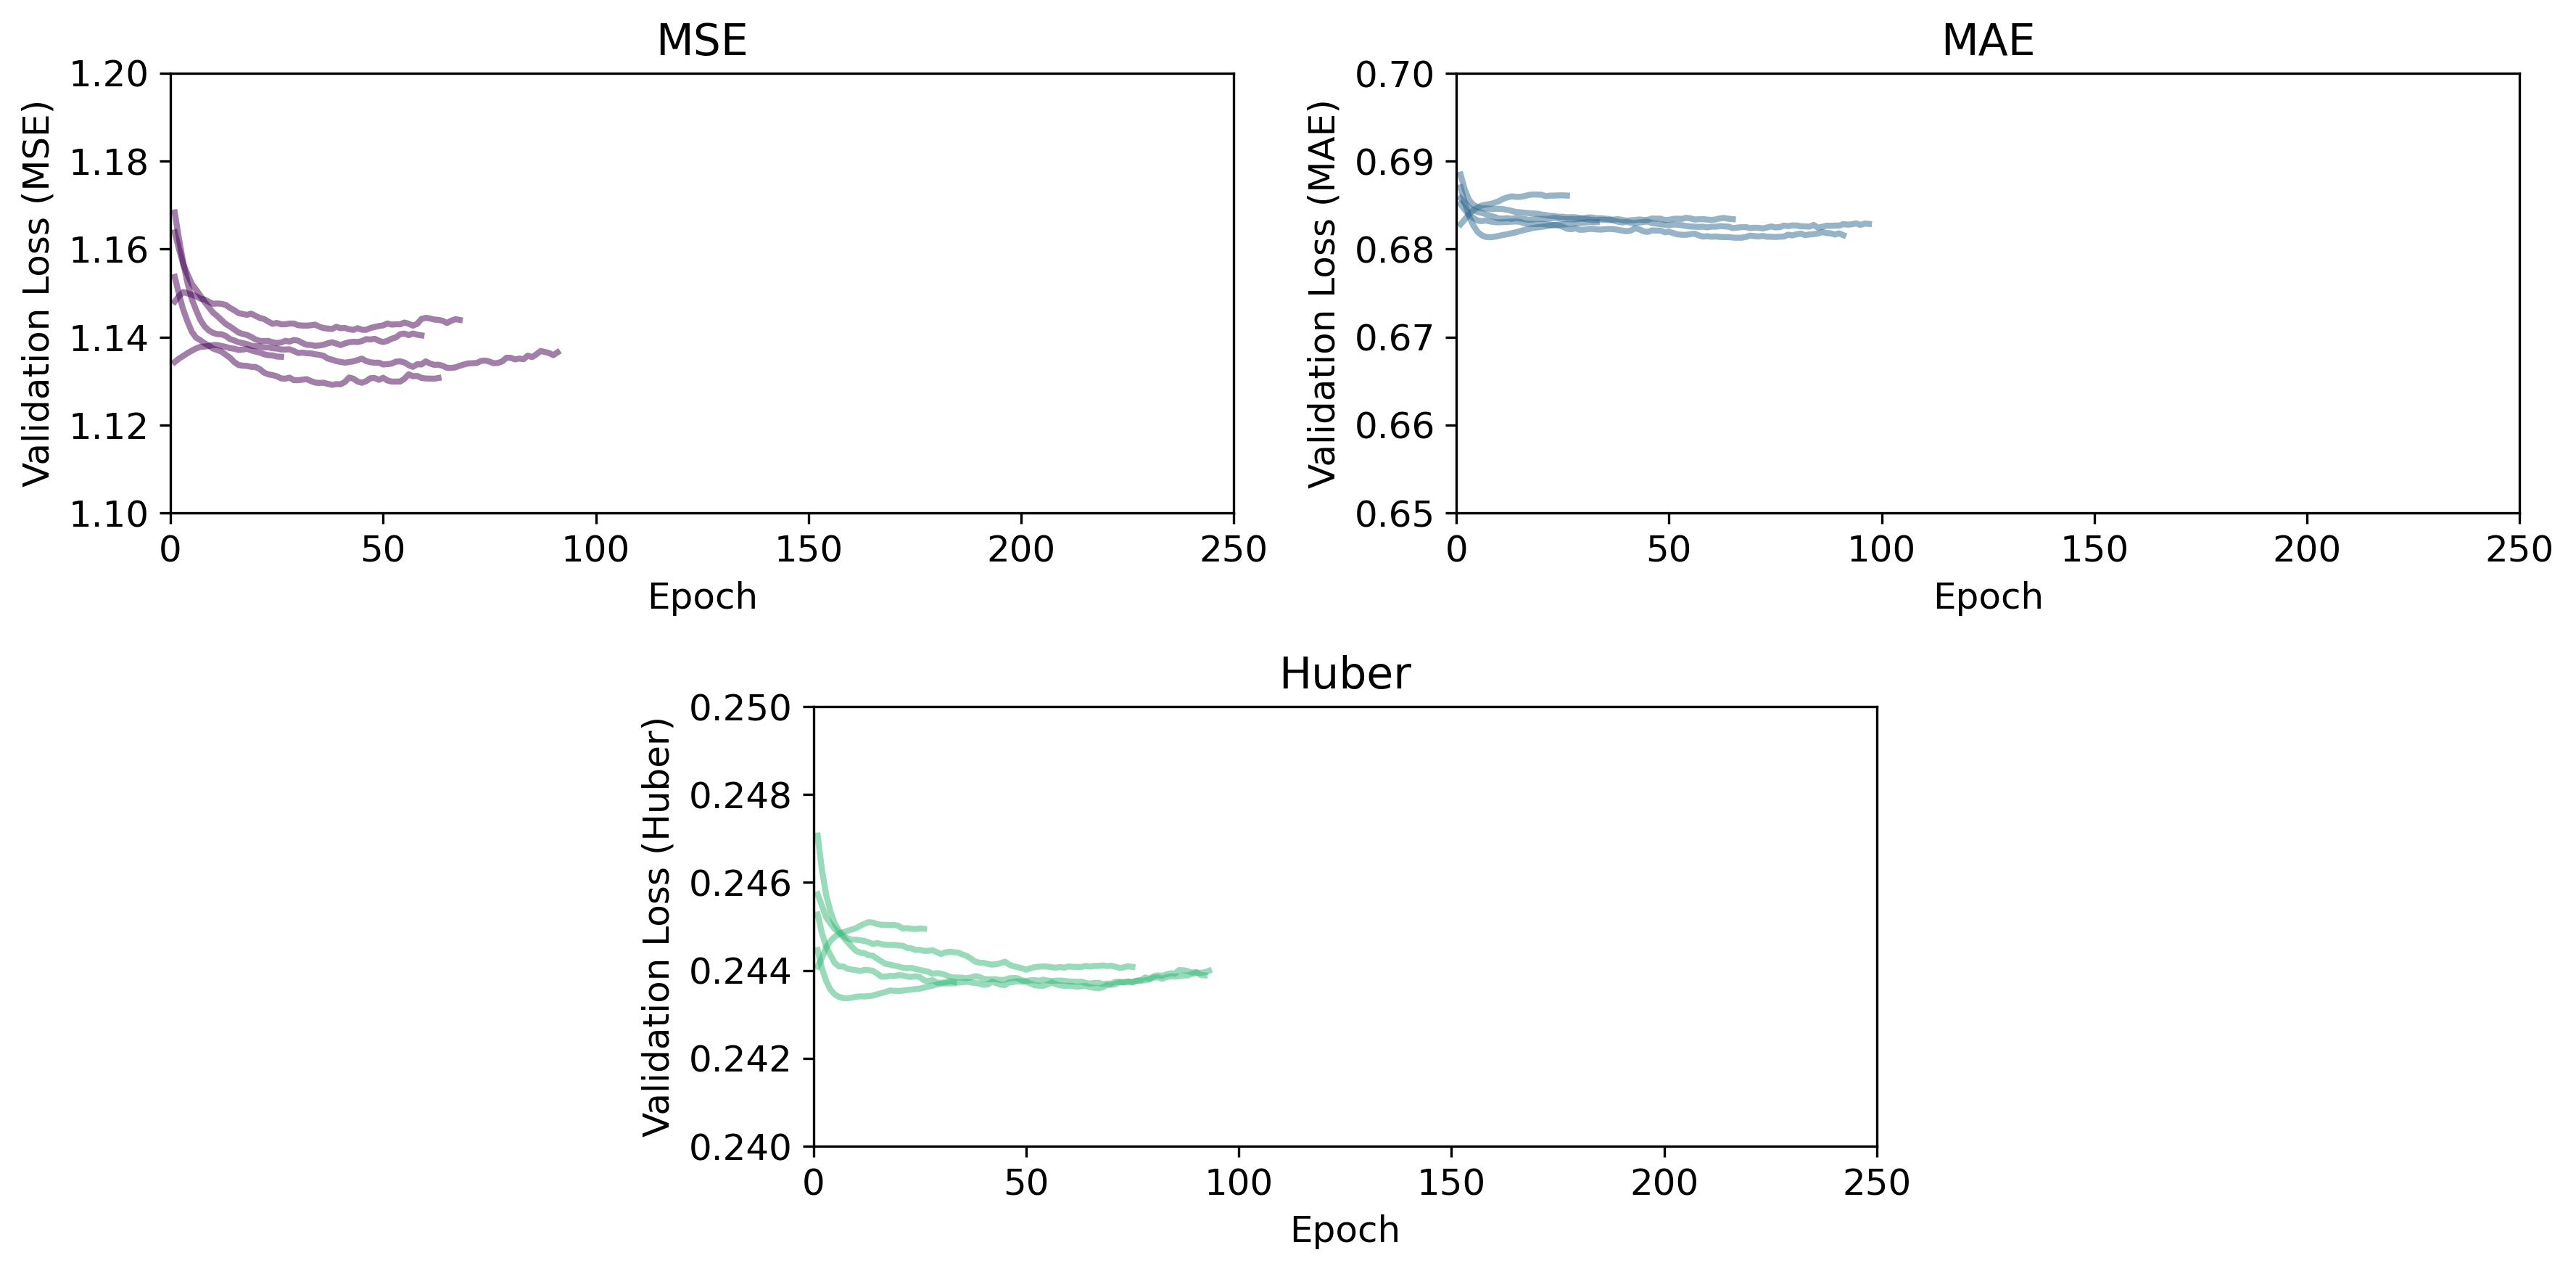 MSE
1.20
1.18
1.16
1.14
1.12
1.10
Validation Loss (MSE)
0 50 100 150 200 250
Epoch
MAE
0.70
0.69
0.68
0.67
0.66
0.65
Validation Loss (MAE)
0 50 100 150 200 250
Epoch
Huber
0.250
0.248
0.246
0.244
0.242
0.240
Validation Loss (Huber)
0 50 100 150 200 250
Epoch